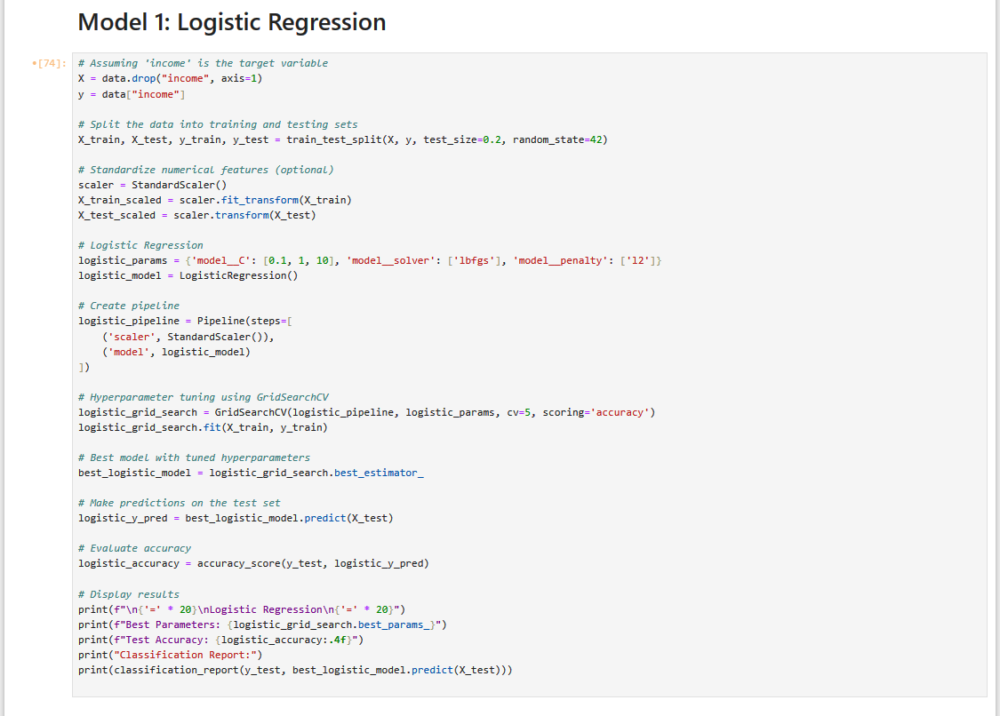 Model 1: Logistic Regression
•[74]:
# Assuming 'income' is the target variable
X = data.drop("income", axis=1)
y = data["income"]
# Split the data into training and testing sets
X_train, X_test, y_train, y_test = train_test_split(X, y, test_size=0.2, random_state=42)
# Standardize numerical features (optional)
scaler = StandardScaler()
X_train_scaled = scaler.fit_transform(X_train)
X_test_scaled = scaler.transform(X_test)
# Logistic Regression
logistic_params = {'model__C': [0.1, 1, 10], 'model__solver': ['lbfgs'], 'model__penalty': ['l2']}
logistic_model = LogisticRegression()
# Create pipeline
logistic_pipeline = Pipeline(steps=[
    ('scaler', StandardScaler()),
    ('model', logistic_model)
])
# Hyperparameter tuning using GridSearchCV
logistic_grid_search = GridSearchCV(logistic_pipeline, logistic_params, cv=5, scoring='accuracy')
logistic_grid_search.fit(X_train, y_train)
# Best model with tuned hyperparameters
best_logistic_model = logistic_grid_search.best_estimator_
# Make predictions on the test set
logistic_y_pred = best_logistic_model.predict(X_test)
# Evaluate accuracy
logistic_accuracy = accuracy_score(y_test, logistic_y_pred)
# Display results
print(f"\n{'=' * 20}\nLogistic Regression\n{'=' * 20}")
print(f"Best Parameters: {logistic_grid_search.best_params_}")
print(f"Test Accuracy: {logistic_accuracy:.4f}")
print("Classification Report:")
print(classification_report(y_test, best_logistic_model.predict(X_test)))